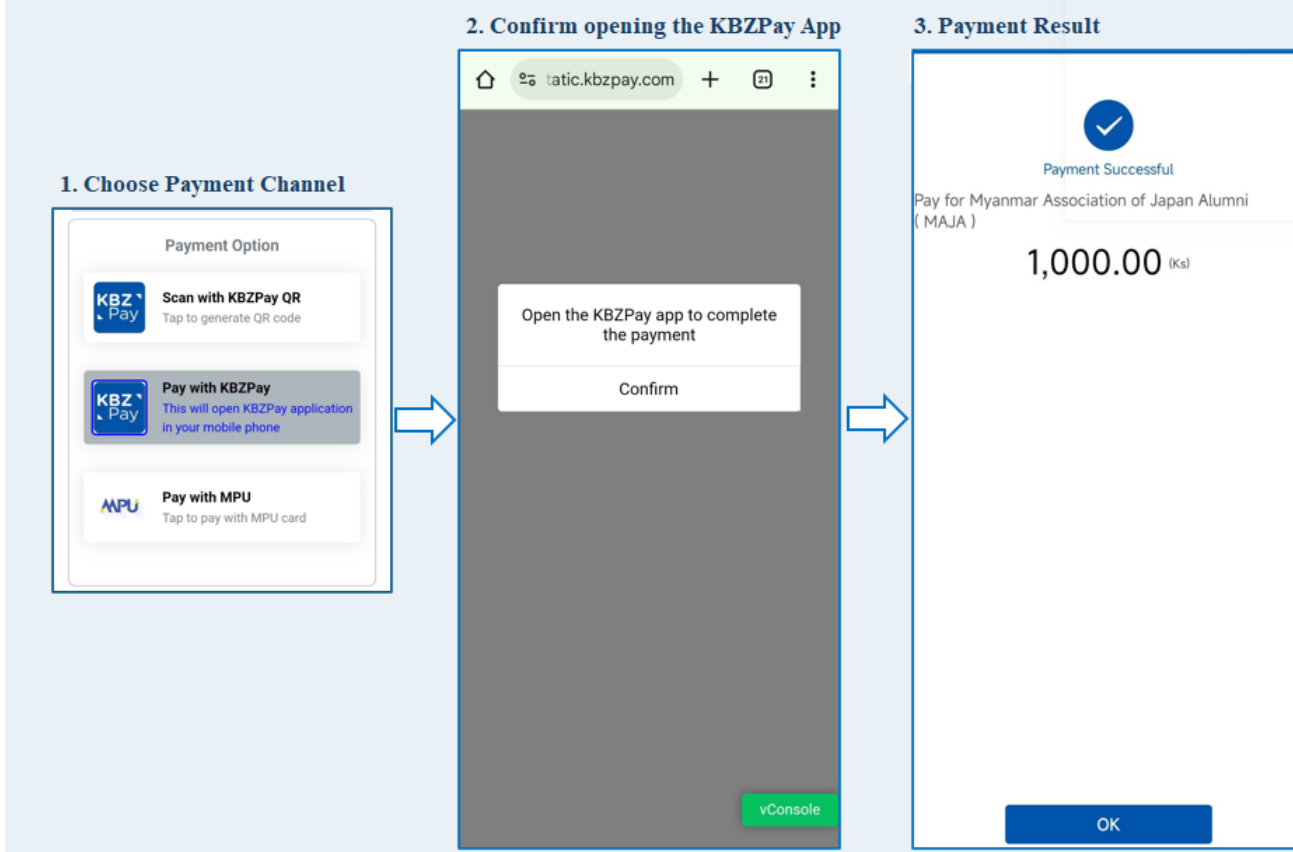 1. Choose Payment Channel
Payment Option
KBZ
Pay
Scan with KBZPay QR
Tap to generate QR code
KBZ
Pay
Pay with KBZPay
This will open KBZPay application
in your mobile phone
MPU
Pay with MPU
Tap to pay with MPU card
2. Confirm opening the KBZPay App
tatic.kbzpay.com
21
Open the KBZPay app to complete
the payment
Confirm
vConsole
3. Payment Result
Payment Successful
Pay for Myanmar Association of Japan Alumni
( MAJA )
1,000.00 (Ks)
OK